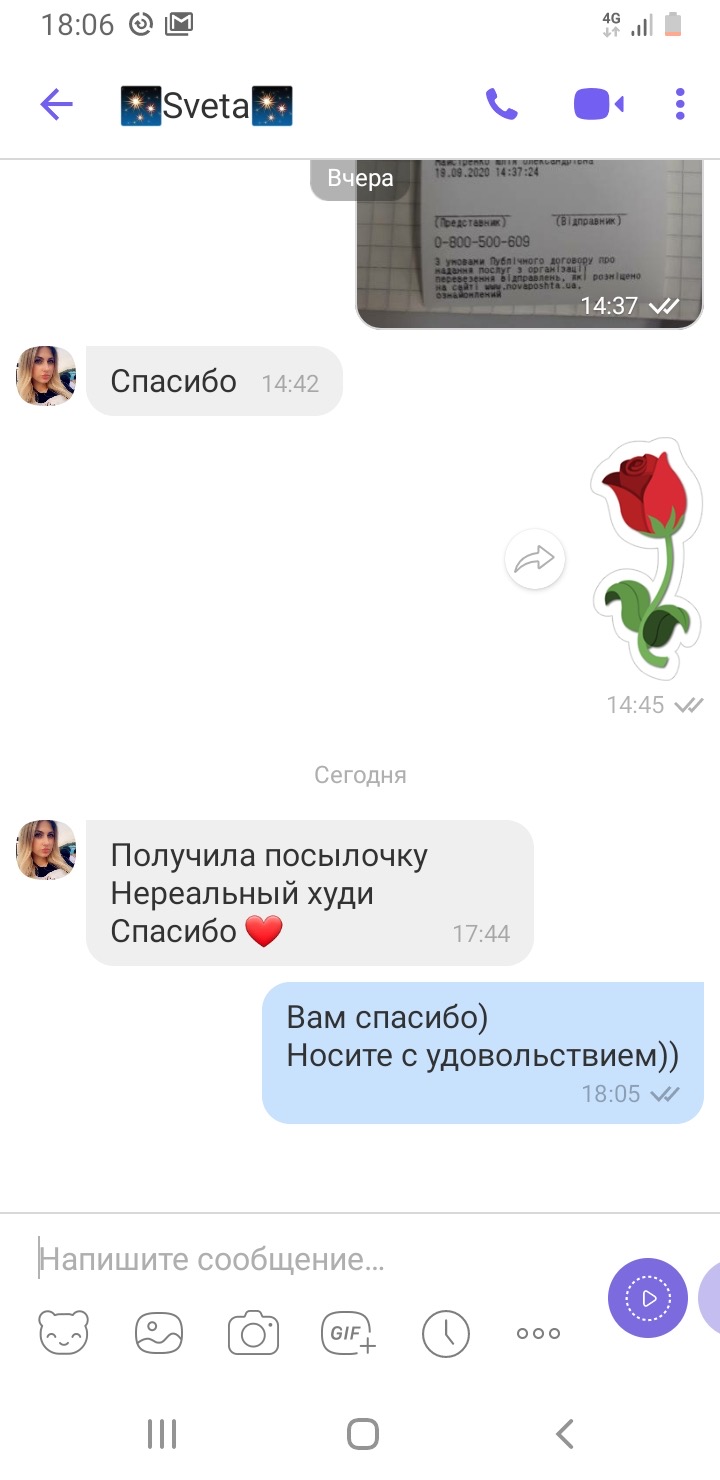 18:06
4G
Sveta
Вчера
19.09.2020 14:37:24
(Представник) (Відправник)
0-800-500-609
З умовами Публічного договору про
надання послуг з організації
перевезення відправлень, які розміщено
на сайті www.novaposhta.ua,
ознайомлений
14:37
Спасибо 14:42
14:45
Сегодня
Получила посылочку
Нереальный худи
Спасибо ❤️ 17:44
Вам спасибо)
Носите с удовольствием))
18:05
Напишите сообщение...
GIF